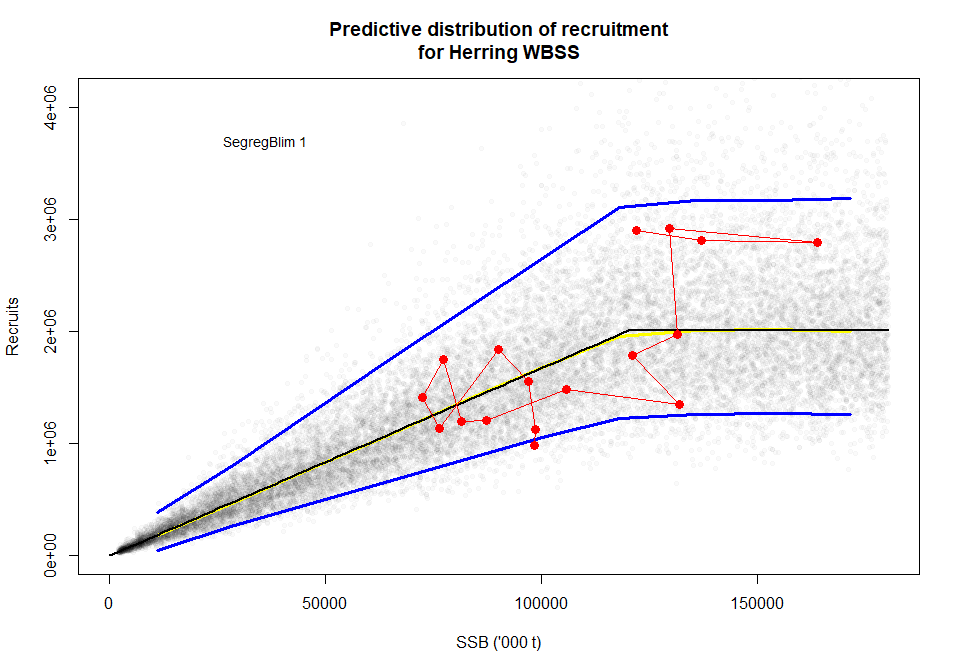 Predictive distribution of recruitment
for Herring WBSS
SegregBlim 1
Recruits
4e+06
3e+06
2e+06
1e+06
0e+00
0 50000 100000 150000
SSB ('000 t)